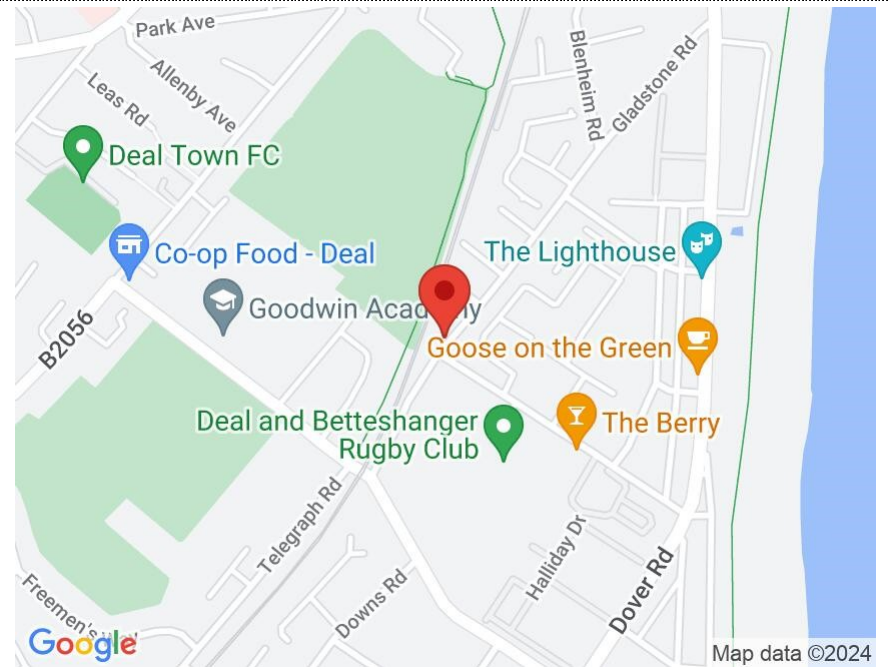 Park Ave
Allenby Ave
Leas Rd
Blenheim Rd
Gladstone Rd
Deal Town FC
Co-op Food - Deal
The Lighthouse
Goodwin Academy
B2056
Goose on the Green
Deal and Betteshanger
Rugby Club
The Berry
Telegraph Rd
Halliday Dr
Downs Rd
Dover Rd
Freemen's Way
Google
Map data ©2024